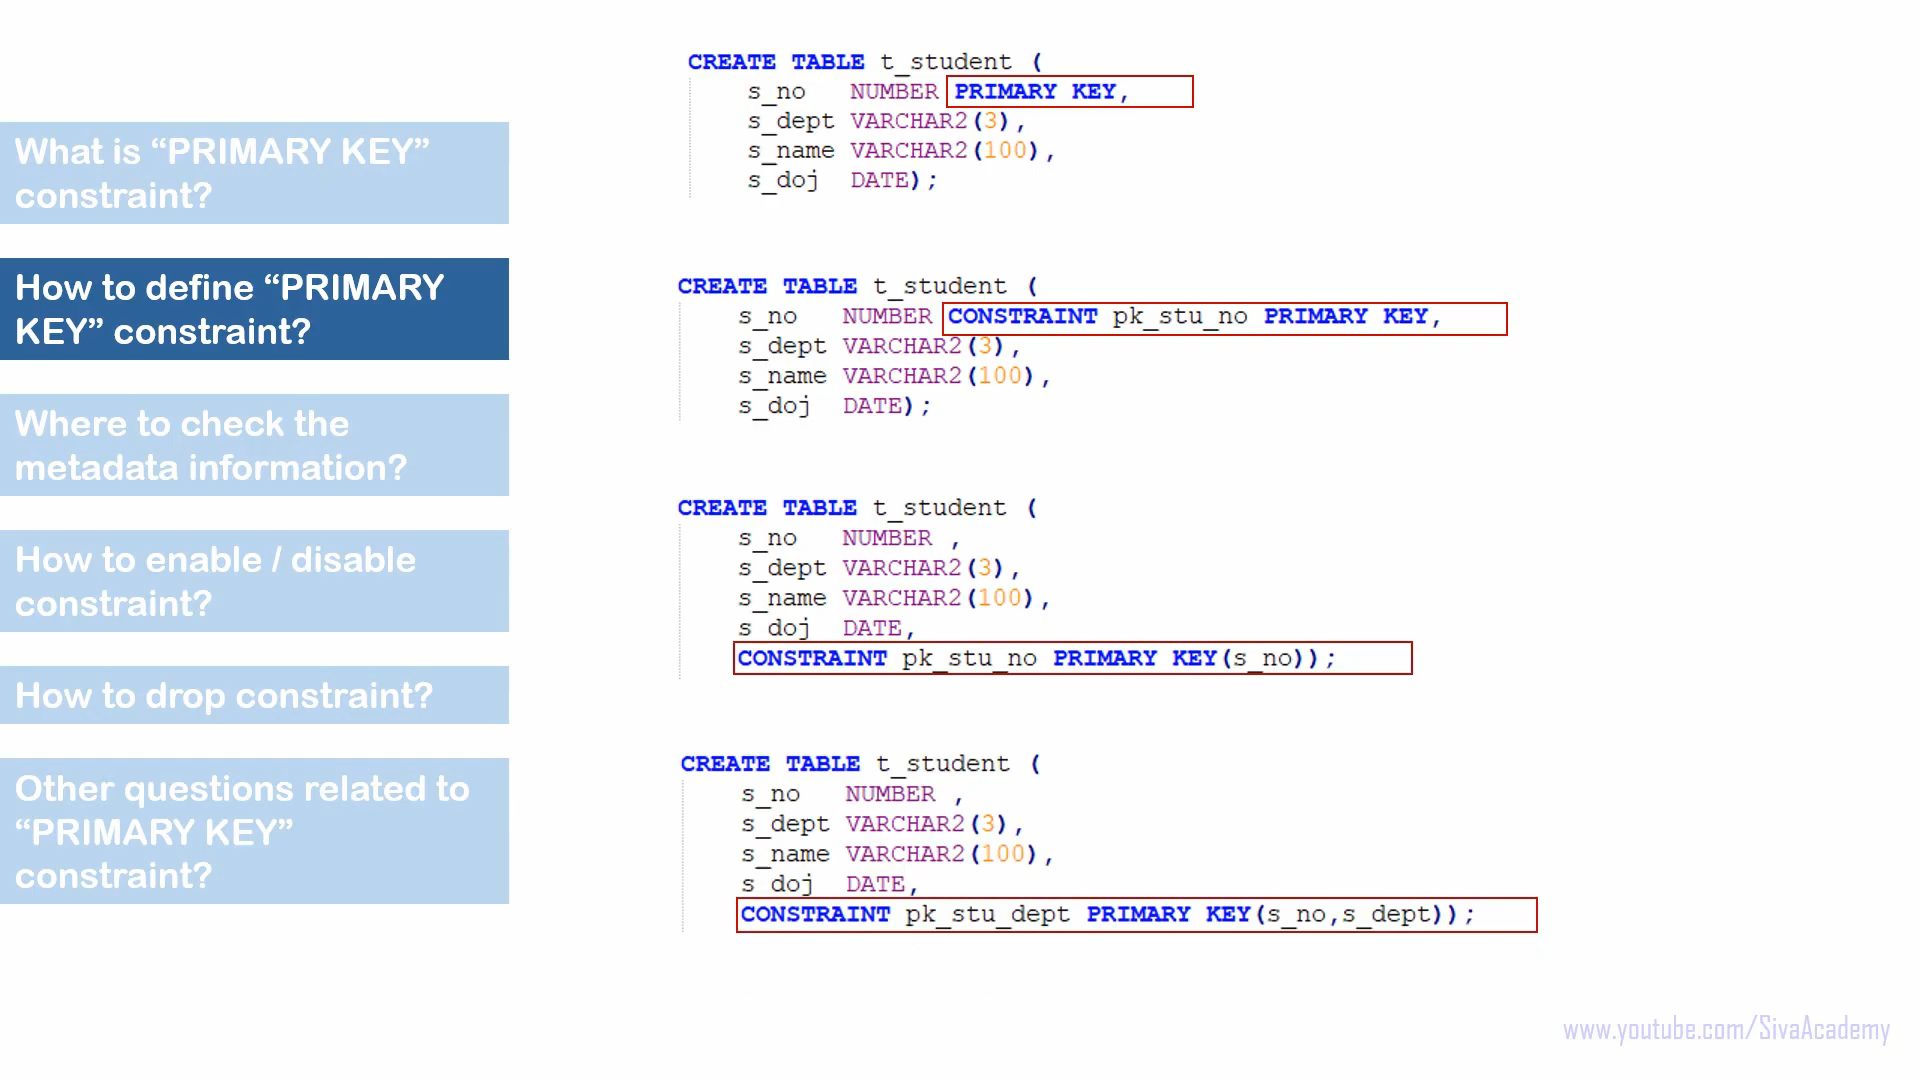 What is “PRIMARY KEY”
constraint?
How to define “PRIMARY
KEY” constraint?
Where to check the
metadata information?
How to enable / disable
constraint?
How to drop constraint?
Other questions related to
“PRIMARY KEY”
constraint?
CREATE TABLE t_student (
s_no NUMBER PRIMARY KEY,
s_dept VARCHAR2(3),
s_name VARCHAR2(100),
s_doj DATE);
CREATE TABLE t_student (
s_no NUMBER CONSTRAINT pk_stu_no PRIMARY KEY,
s_dept VARCHAR2(3),
s_name VARCHAR2(100),
s_doj DATE);
CREATE TABLE t_student (
s_no NUMBER ,
s_dept VARCHAR2(3),
s_name VARCHAR2(100),
s_doj DATE,
CONSTRAINT pk_stu_no PRIMARY KEY(s_no));
CREATE TABLE t_student (
s_no NUMBER ,
s_dept VARCHAR2(3),
s_name VARCHAR2(100),
s_doj DATE,
CONSTRAINT pk_stu_dept PRIMARY KEY(s_no,s_dept));
www.youtube.com/SivaAcademy